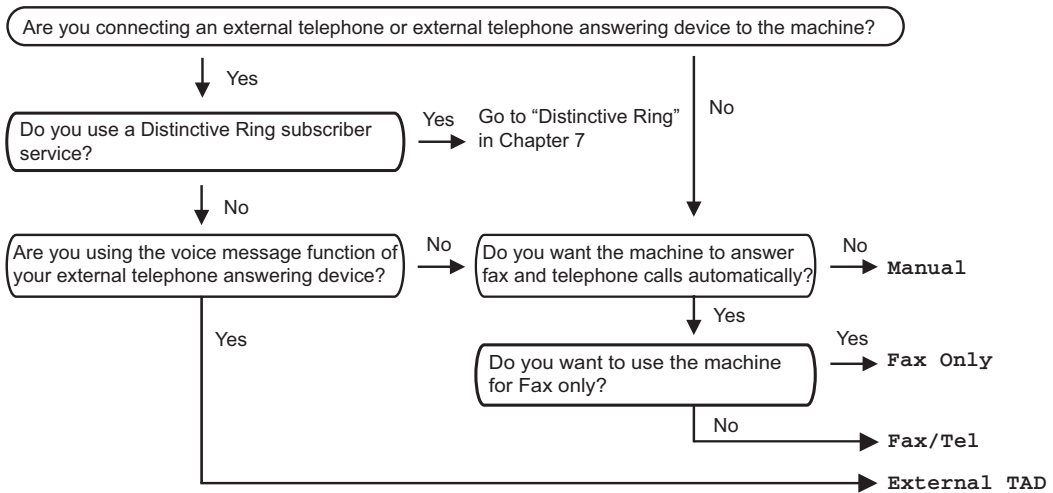 Are you connecting an external telephone or external telephone answering device to the machine?
Yes
No
Do you use a Distinctive Ring subscriber
service?
Yes
Go to “Distinctive Ring”
in Chapter 7
No
Are you using the voice message function of
your external telephone answering device?
No
Do you want the machine to answer
fax and telephone calls automatically?
No
Manual
Yes
Yes
Do you want to use the machine
for Fax only?
Yes
Fax Only
No
Fax/Tel
External TAD